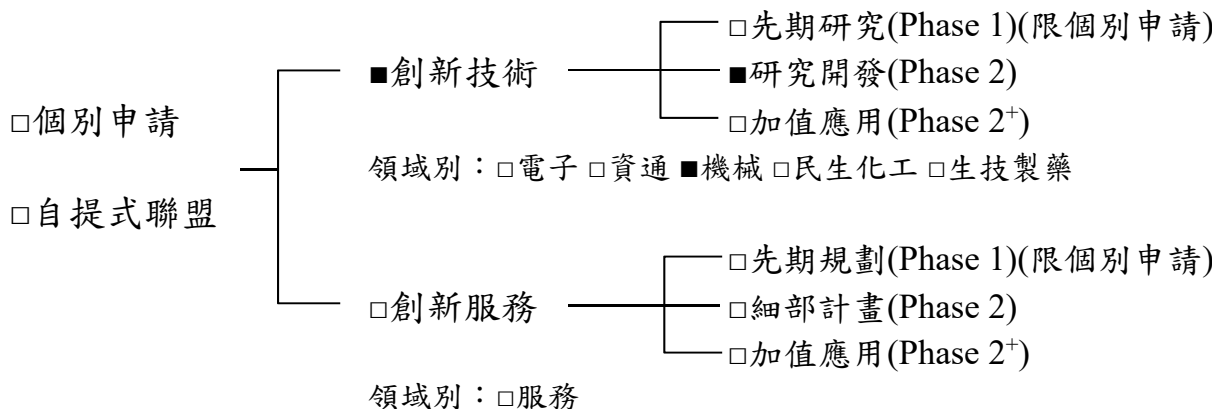 □個別申請
□自提式聯盟
■創新技術
□先期研究(Phase 1)(限個別申請)
■研究開發(Phase 2)
□加值應用(Phase 2⁺)
領域別：□電子 □資通 ■機械 □民生化工 □生技製藥
□創新服務
□先期規劃(Phase 1)(限個別申請)
□細部計畫(Phase 2)
□加值應用(Phase 2⁺)
領域別：□服務